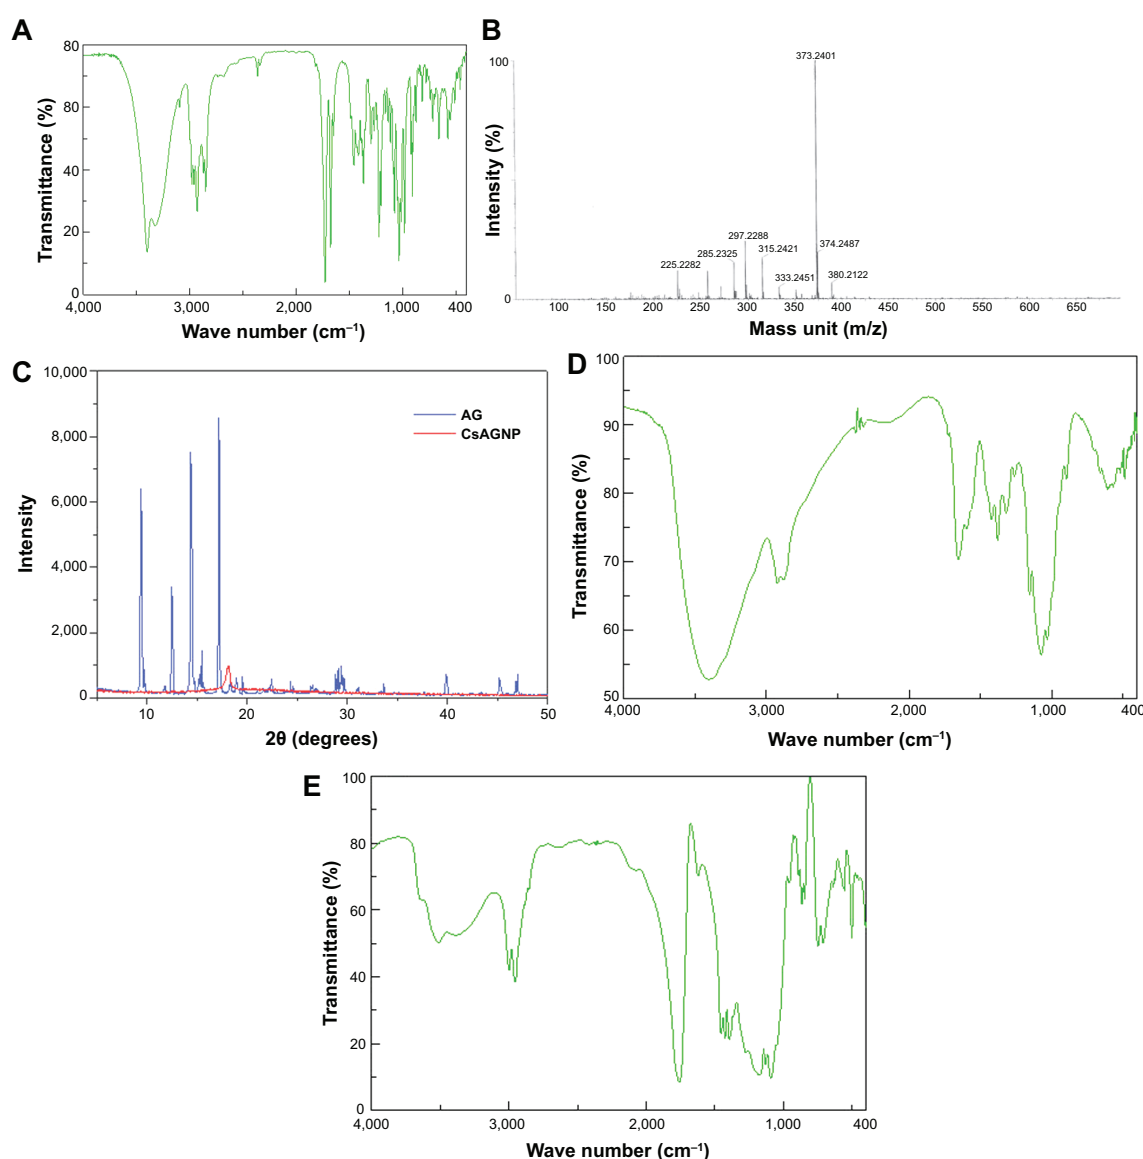 A
80
80
40
20
0
4,000 3,000 2,000 1,000 400
Transmittance (%)
Wave number (cm–1)
B
100
0
373.2401
297.2288
285.2325
315.2421
374.2487
225.2282
333.2451
380.2122
100 150 200 250 300 350 400 450 500 550 600 650
Intensity (%)
Mass unit (m/z)
C
10,000
8,000
6,000
4,000
2,000
0
AG
CsAGNP
10 20 30 40 50
Intensity
2θ (degrees)
D
100
90
80
70
60
50
4,000 3,000 2,000 1,000 400
Transmittance (%)
Wave number (cm–1)
E
100
80
60
40
20
0
4,000 3,000 2,000 1,000 400
Transmittance (%)
Wave number (cm–1)